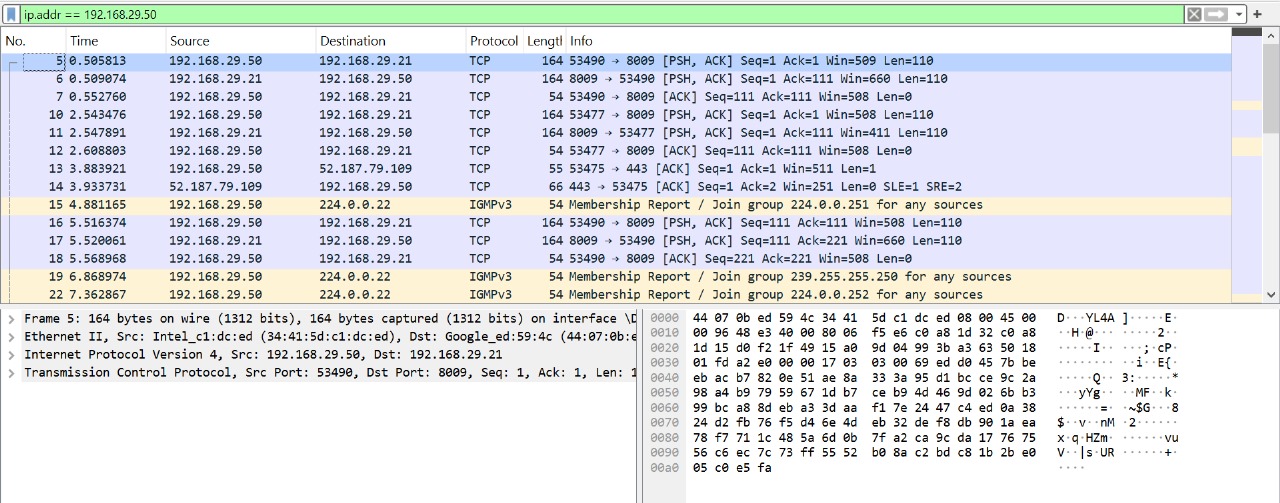 ip.addr == 192.168.29.50
No. Time Source Destination Protocol Length Info
5 0.505813 192.168.29.50 192.168.29.21 TCP 164 53490 → 8009 [PSH, ACK] Seq=1 Ack=1 Win=509 Len=110
6 0.509074 192.168.29.21 192.168.29.50 TCP 164 8009 → 53490 [PSH, ACK] Seq=1 Ack=111 Win=660 Len=110
7 0.552760 192.168.29.50 192.168.29.21 TCP 54 53490 → 8009 [ACK] Seq=111 Ack=111 Win=508 Len=0
10 2.543476 192.168.29.50 192.168.29.21 TCP 164 53477 → 8009 [PSH, ACK] Seq=1 Ack=1 Win=508 Len=110
11 2.547891 192.168.29.21 192.168.29.50 TCP 164 8009 → 53477 [PSH, ACK] Seq=1 Ack=111 Win=411 Len=110
12 2.608803 192.168.29.50 192.168.29.21 TCP 54 53477 → 8009 [ACK] Seq=111 Ack=111 Win=508 Len=0
13 3.883921 192.168.29.50 52.187.79.109 TCP 55 53475 → 443 [ACK] Seq=1 Ack=1 Win=511 Len=1
14 3.933731 52.187.79.109 192.168.29.50 TCP 66 443 → 53475 [ACK] Seq=1 Ack=2 Win=251 Len=0 SLE=1 SRE=2
15 4.881165 192.168.29.50 224.0.0.22 IGMPv3 54 Membership Report / Join group 224.0.0.251 for any sources
16 5.516374 192.168.29.50 192.168.29.21 TCP 164 53490 → 8009 [PSH, ACK] Seq=111 Ack=111 Win=508 Len=110
17 5.520061 192.168.29.21 192.168.29.50 TCP 164 8009 → 53490 [PSH, ACK] Seq=111 Ack=221 Win=660 Len=110
18 5.568968 192.168.29.50 192.168.29.21 TCP 54 53490 → 8009 [ACK] Seq=221 Ack=221 Win=508 Len=0
19 6.868974 192.168.29.50 224.0.0.22 IGMPv3 54 Membership Report / Join group 239.255.255.250 for any sources
22 7.362867 192.168.29.50 224.0.0.22 IGMPv3 54 Membership Report / Join group 224.0.0.252 for any sources
Frame 5: 164 bytes on wire (1312 bits), 164 bytes captured (1312 bits) on interface \D
Ethernet II, Src: Intel_c1:dc:ed (34:41:5d:c1:dc:ed), Dst: Google_ed:59:4c (44:07:0b:e
Internet Protocol Version 4, Src: 192.168.29.50, Dst: 192.168.29.21
Transmission Control Protocol, Src Port: 53490, Dst Port: 8009, Seq: 1, Ack: 1, Len: 1
0000 44 07 0b ed 59 4c 34 41 5d c1 dc ed 08 00 45 00 D···YL4A ]·····E·
0010 00 96 48 e3 40 00 80 06 f5 e6 c0 a8 1d 32 c0 a8 ··H·@··· ·····2··
0020 1d 15 d0 f2 1f 49 15 a0 9d 04 99 3b a3 63 50 18 ·····I·· ···;·cP·
0030 01 fd a2 e0 00 00 17 03 03 00 69 ed d0 45 7b be ········ ··i··E{·
0040 eb ac b7 82 0e 51 ae 8a 33 3a 95 d1 bc ce 9c 2a ·····Q·· 3:·····*
0050 98 a4 b9 79 59 67 1d b7 ce b9 4d 46 9d 02 6b b3 ···yYg·· ··MF··k·
0060 99 bc a8 8d eb a3 3d aa f1 7e 24 47 c4 ed 0a 38 ······=· ·~$G···8
0070 24 d2 fb 76 f5 d4 6e 4d eb 32 de f8 db 90 1a ea $··v··nM ·2······
0080 78 f7 71 1c 48 5a 6d 0b 7f a2 ca 9c da 17 76 75 x·q·HZm· ······vu
0090 56 c6 ec 7c 73 ff 55 52 b0 8a c2 bd c8 1b 2b e0 V··|s·UR ······+·
00a0 05 c0 e5 fa ····